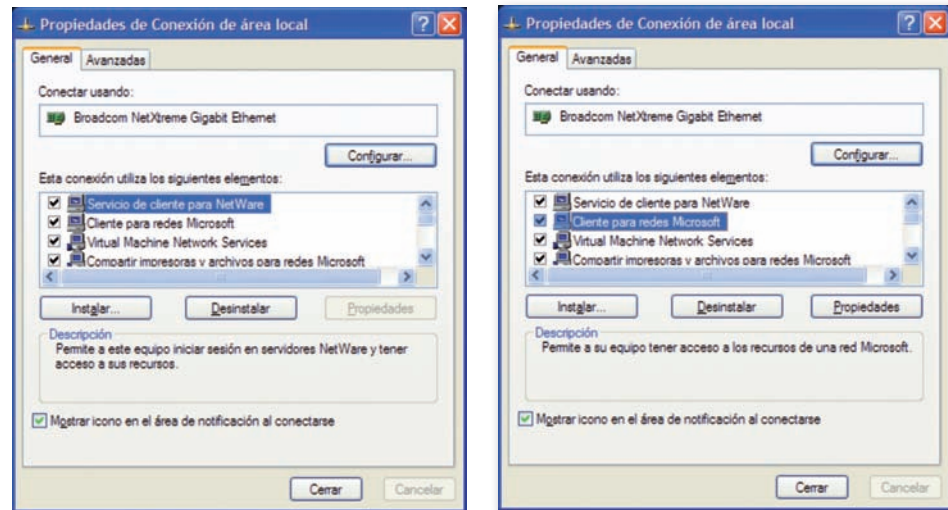 Propiedades de Conexión de área local
General Avanzadas
Conectar usando:
Broadcom NetXtreme Gigabit Ethernet
Configurar...
Esta conexión utiliza los siguientes elementos:
Servicio de cliente para NetWare
Cliente para redes Microsoft
Virtual Machine Network Services
Compartir impresoras y archivos para redes Microsoft
Instalar... Desinstalar Propiedades
Descripción
Permite a este equipo iniciar sesión en servidores NetWare y tener
acceso a sus recursos.
Mostrar icono en el área de notificación al conectarse
Cerrar Cancelar
Propiedades de Conexión de área local
General Avanzadas
Conectar usando:
Broadcom NetXtreme Gigabit Ethernet
Configurar...
Esta conexión utiliza los siguientes elementos:
Servicio de cliente para NetWare
Cliente para redes Microsoft
Virtual Machine Network Services
Compartir impresoras y archivos para redes Microsoft
Instalar... Desinstalar Propiedades
Descripción
Permite a su equipo tener acceso a los recursos de una red Microsoft.
Mostrar icono en el área de notificación al conectarse
Cerrar Cancelar